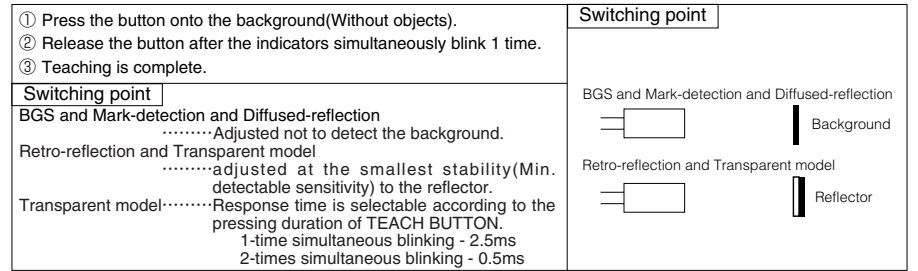 ① Press the button onto the background(Without objects).
② Release the button after the indicators simultaneously blink 1 time.
③ Teaching is complete.
Switching point
BGS and Mark-detection and Diffused-reflection
·········Adjusted not to detect the background.
Retro-reflection and Transparent model
·········adjusted at the smallest stability(Min.
detectable sensitivity) to the reflector.
Transparent model·········Response time is selectable according to the
pressing duration of TEACH BUTTON.
1-time simultaneous blinking - 2.5ms
2-times simultaneous blinking - 0.5ms
Switching point
BGS and Mark-detection and Diffused-reflection
Background
Retro-reflection and Transparent model
Reflector